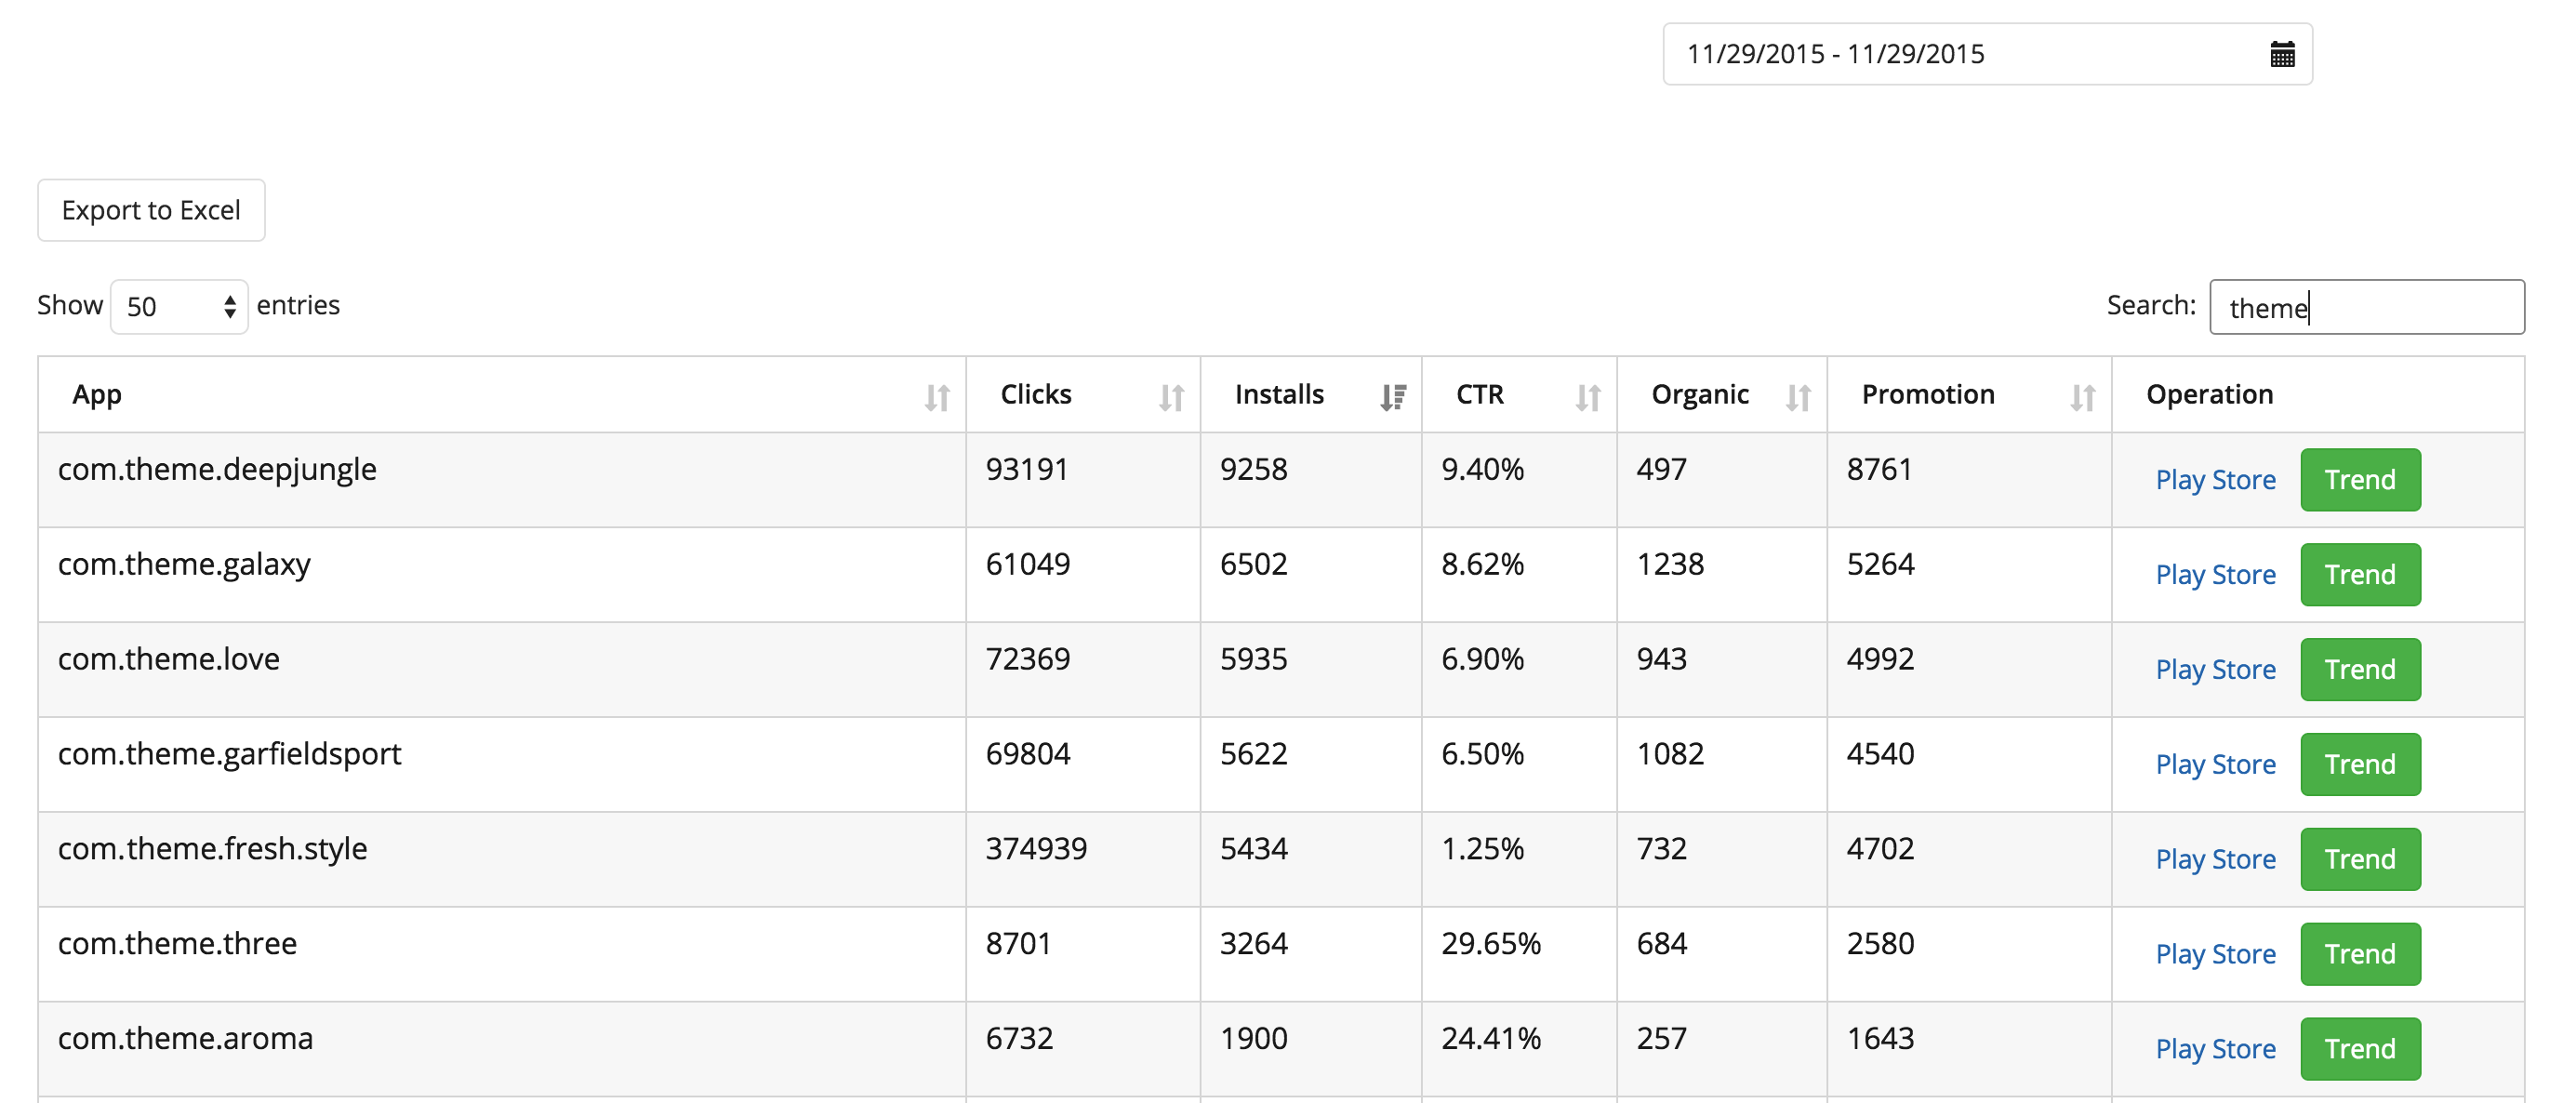 11/29/2015 - 11/29/2015
Export to Excel
Show 50 entries Search: theme
App Clicks Installs CTR Organic Promotion Operation
com.theme.deepjungle 93191 9258 9.40% 497 8761 Play Store Trend
com.theme.galaxy 61049 6502 8.62% 1238 5264 Play Store Trend
com.theme.love 72369 5935 6.90% 943 4992 Play Store Trend
com.theme.garfieldsport 69804 5622 6.50% 1082 4540 Play Store Trend
com.theme.fresh.style 374939 5434 1.25% 732 4702 Play Store Trend
com.theme.three 8701 3264 29.65% 684 2580 Play Store Trend
com.theme.aroma 6732 1900 24.41% 257 1643 Play Store Trend